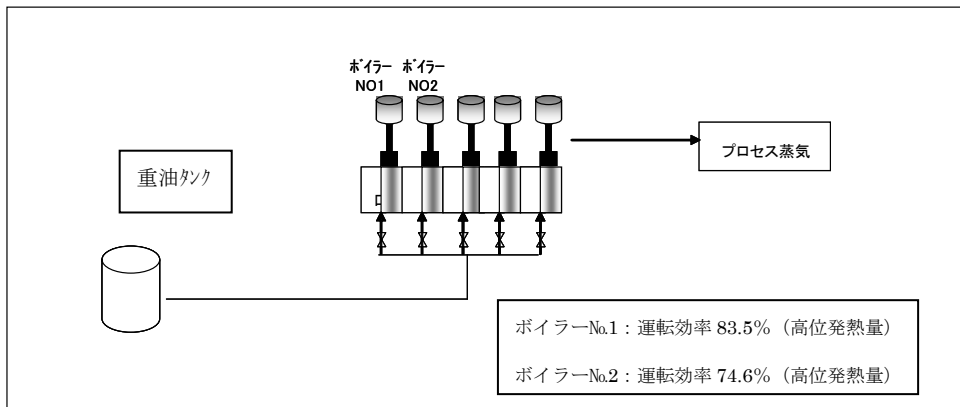 ﾎﾞｲﾗｰ ﾎﾞｲﾗｰ
NO1 NO2
プロセス蒸気
重油ﾀﾝｸ
ボイラー№1：運転効率 83.5%（高位発熱量）
ボイラー№2：運転効率 74.6%（高位発熱量）